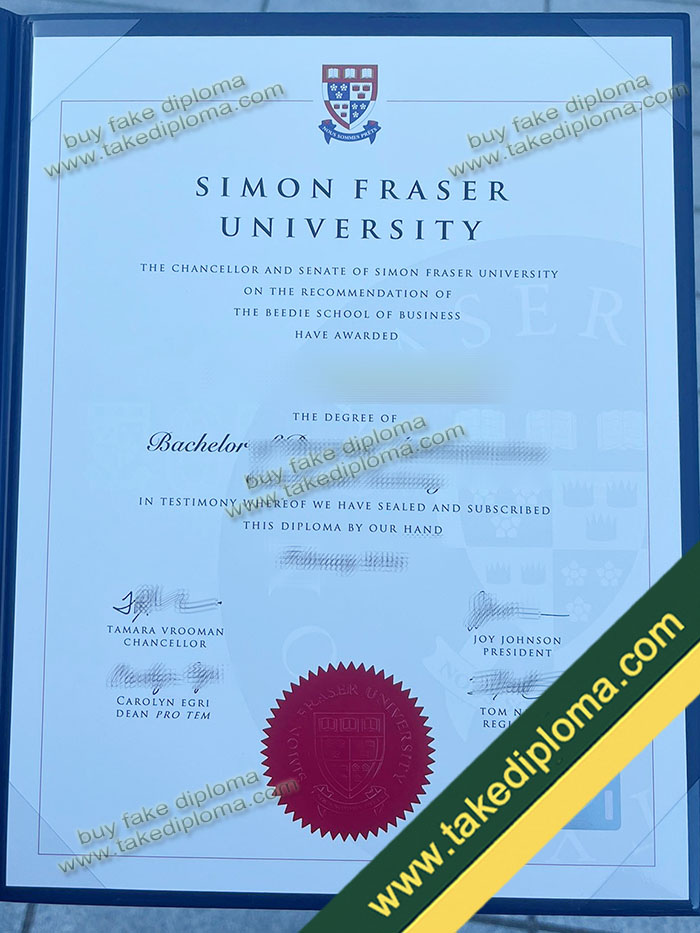 buy fake diploma
www.takediploma.com
buy fake diploma
www.takediploma.com
NOUS SOMMES PRÊTS
SIMON FRASER
UNIVERSITY
THE CHANCELLOR AND SENATE OF SIMON FRASER UNIVERSITY
ON THE RECOMMENDATION OF
THE BEEDIE SCHOOL OF BUSINESS
HAVE AWARDED
THE DEGREE OF
Bachelor
buy fake diploma
www.takediploma.com
IN TESTIMONY WHEREOF WE HAVE SEALED AND SUBSCRIBED
THIS DIPLOMA BY OUR HAND
TAMARA VROOMAN
CHANCELLOR
JOY JOHNSON
PRESIDENT
CAROLYN EGRI
DEAN PRO TEM
TOM
SIMON FRASER UNIVERSITY
buy fake diploma
www.takediploma.com
www.takediploma.com